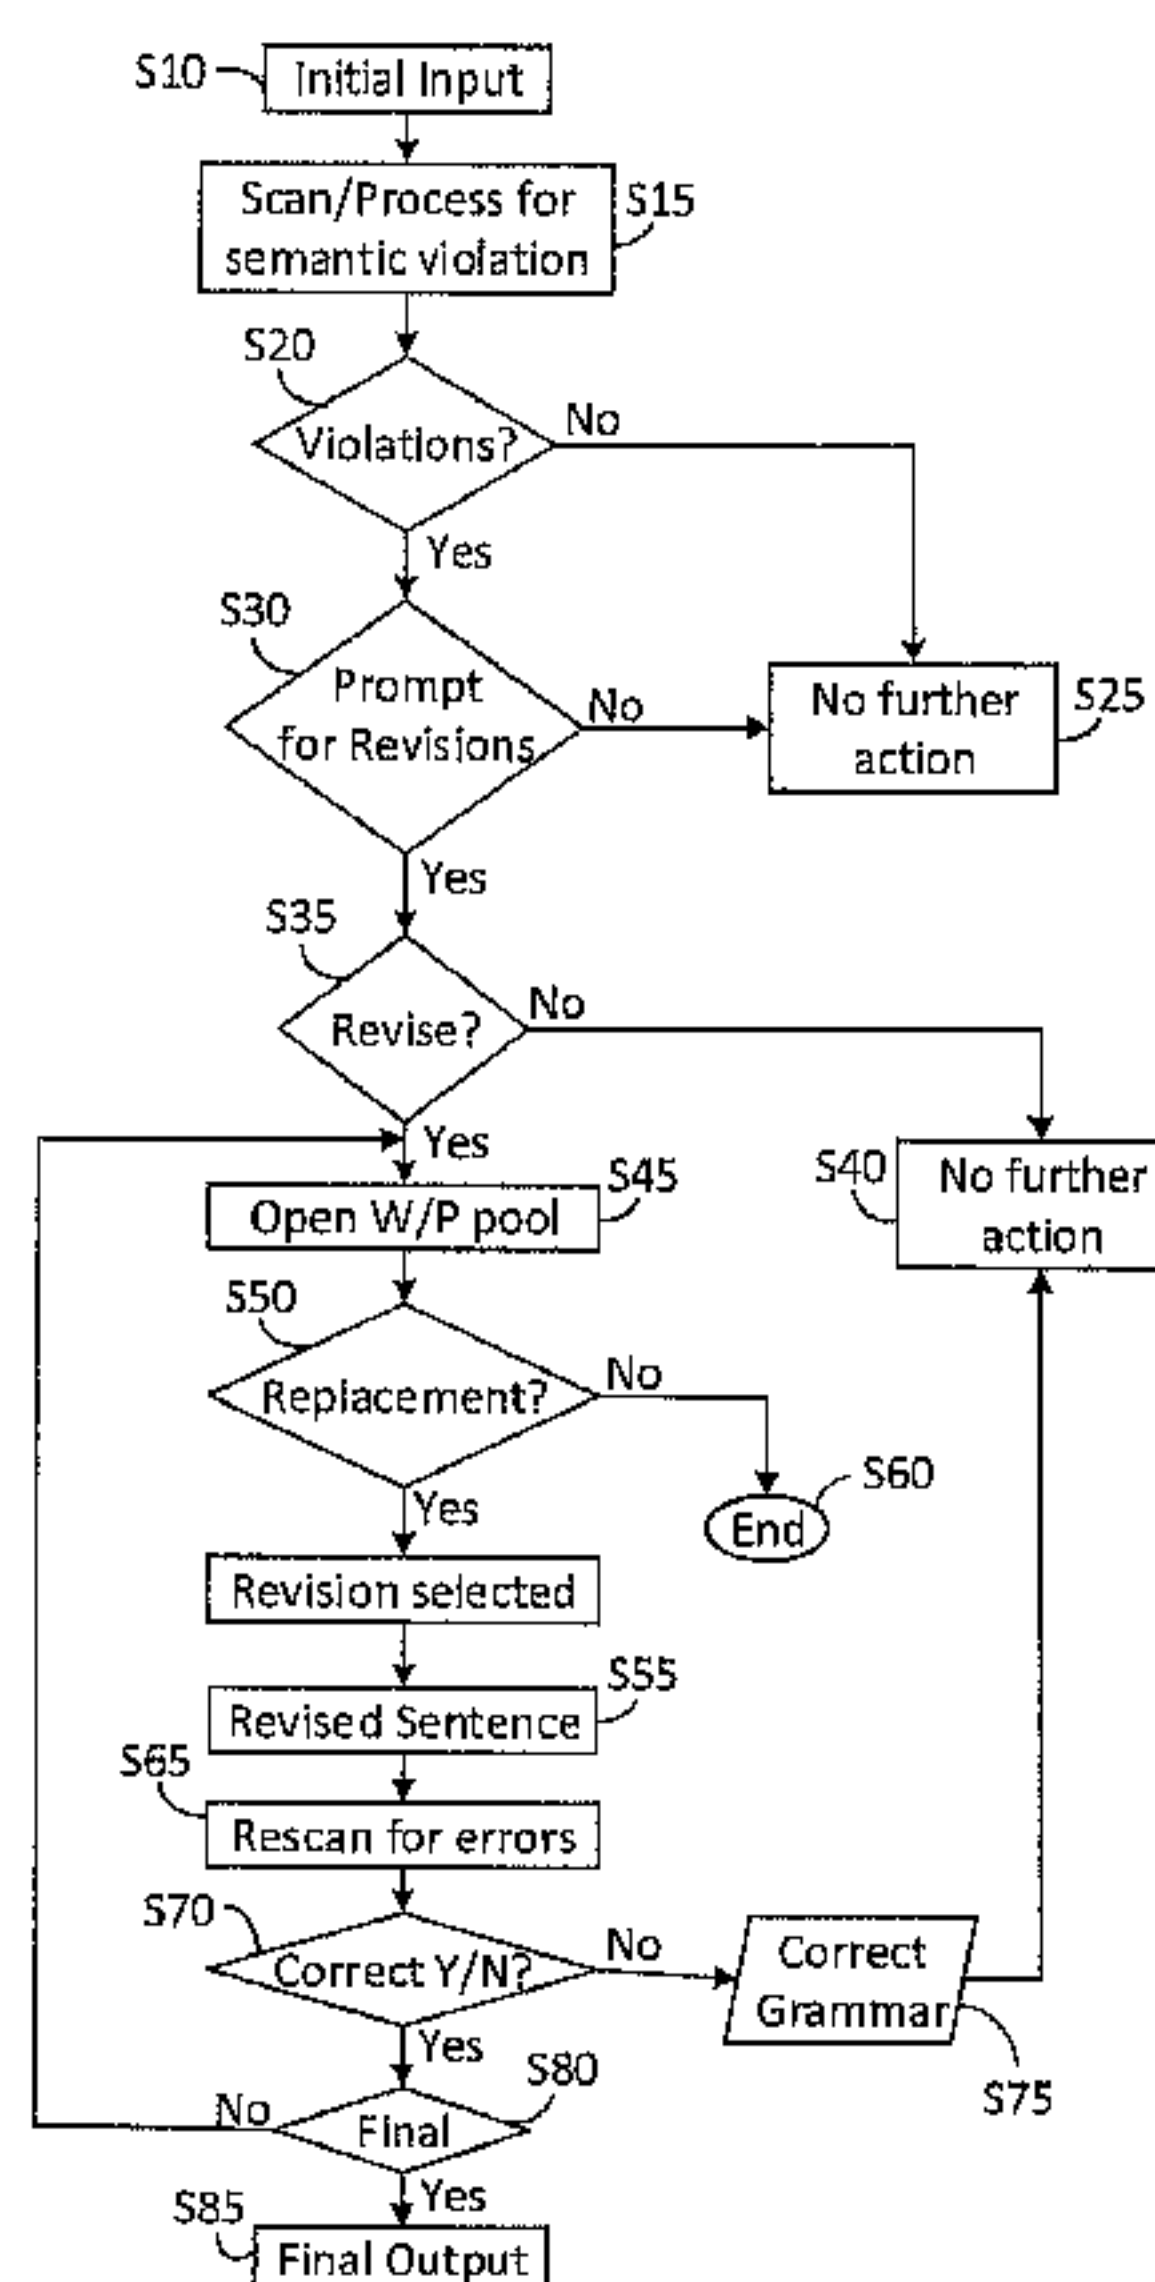 S10
Initial Input
Scan/Process for
semantic violation
S15
S20
Violations?
No
Yes
S30
Prompt
for Revisions
No
No further
action
S25
Yes
S35
Revise?
No
Yes
Open W/P pool
S45
S40
No further
action
S50
Replacement?
No
Yes
End
S60
Revision selected
Revised Sentence
S55
S65
Rescan for errors
S70
Correct Y/N?
No
Correct
Grammar
S75
Yes
S80
Final
No
Yes
S85
Final Output